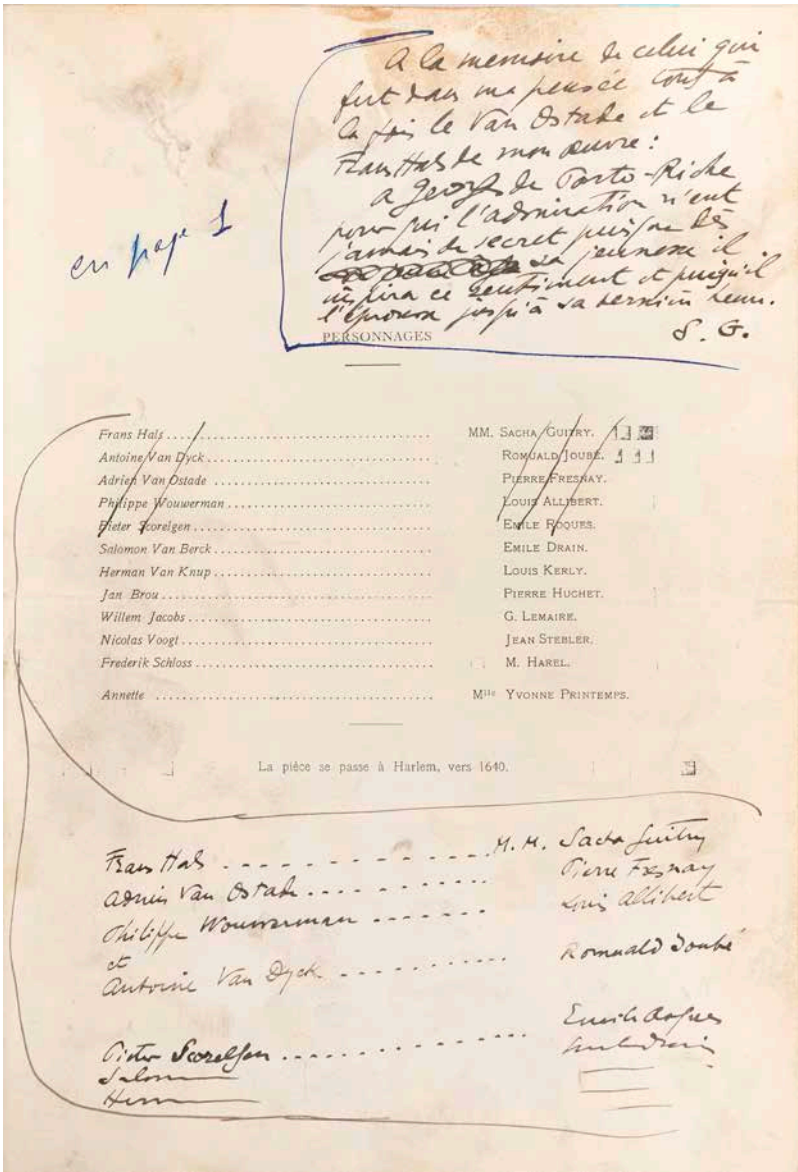 A la memoire de celui qui
fut dans ma pensée tout à
la fois le Van Ostade et le
Frans Hals de mon œuvre :
a Georges de Porto-Riche
pour qui l'admiration n'eut
jamais de secret puisque dès
sa jeunesse il
inspira ce sentiment et puisqu'il
l'éprouva jusqu'à sa dernière heure.
S. G.
en page 1
PERSONNAGES
Frans Hals .............................. MM. SACHA GUITRY.
Antoine Van Dyck .............................. ROMUALD JOUBÉ.
Adrien Van Ostade .............................. PIERRE FRESNAY.
Philippe Wouwerman .............................. LOUIS ALLIBERT.
Pieter Scorelgen .............................. EMILE ROQUES.
Salomon Van Berck .............................. EMILE DRAIN.
Herman Van Knup .............................. LOUIS KERLY.
Jan Brou .............................. PIERRE HUCHET.
Willem Jacobs .............................. G. LEMAIRE.
Nicolas Voogt .............................. JEAN STEBLER.
Frederik Schloss .............................. M. HAREL.
Annette .............................. Mlle YVONNE PRINTEMPS.
La pièce se passe à Harlem, vers 1640.
Frans Hals - - - - - - - - - - M. M. Sacha Guitry
Adrien Van Ostade - - - - - - - - Pierre Fresnay
Philippe Wouwerman - - - - - - - Louis Allibert
et
Antoine Van Dyck - - - - - - - - Romuald Joubé
Pieter Scorelgen - - - - - - - - - - Emile Roques
Salom Emile Drain
Herm